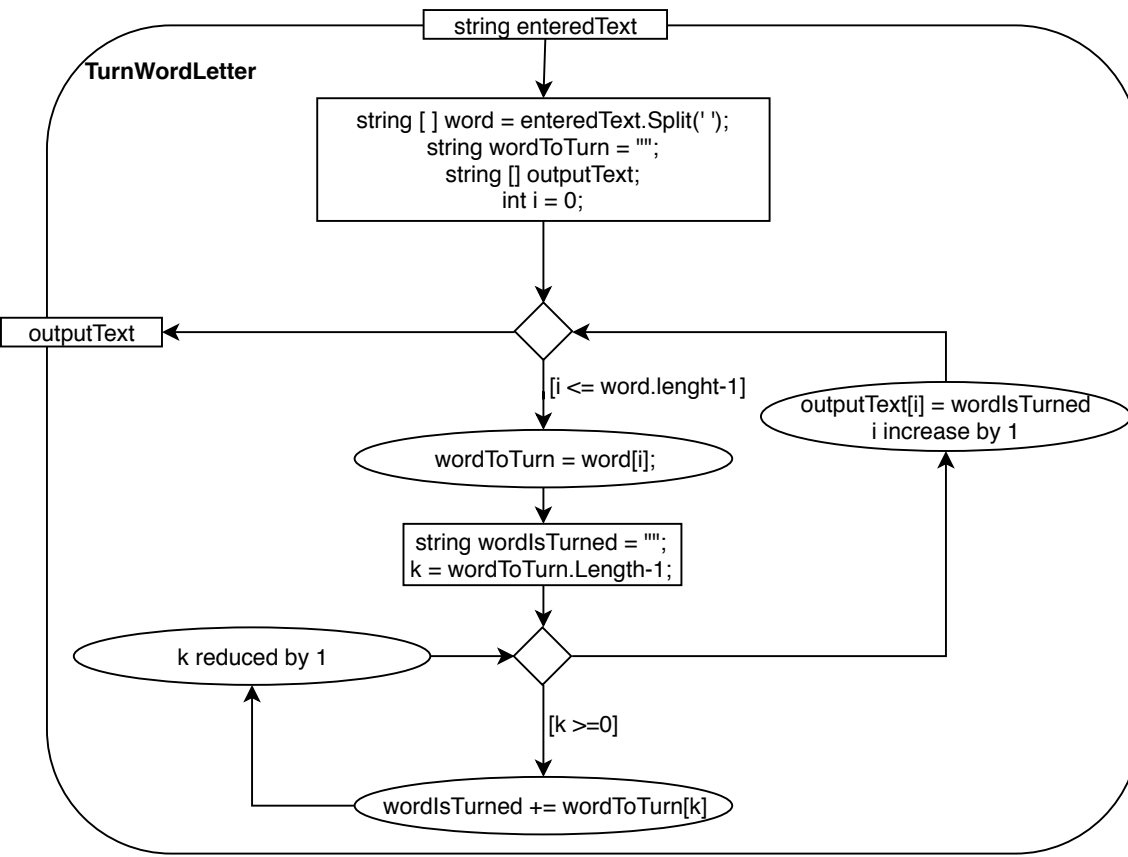 string enteredText
TurnWordLetter
string [ ] word = enteredText.Split(' ');
string wordToTurn = "";
string [] outputText;
int i = 0;
outputText
[i <= word.lenght-1]
outputText[i] = wordIsTurned
i increase by 1
wordToTurn = word[i];
string wordIsTurned = "";
k = wordToTurn.Length-1;
k reduced by 1
[k >=0]
wordIsTurned += wordToTurn[k]